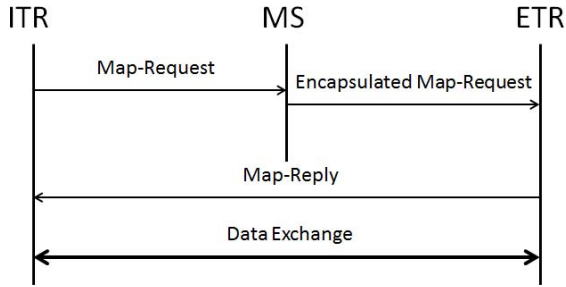 ITR MS ETR
Map-Request
Encapsulated Map-Request
Map-Reply
Data Exchange